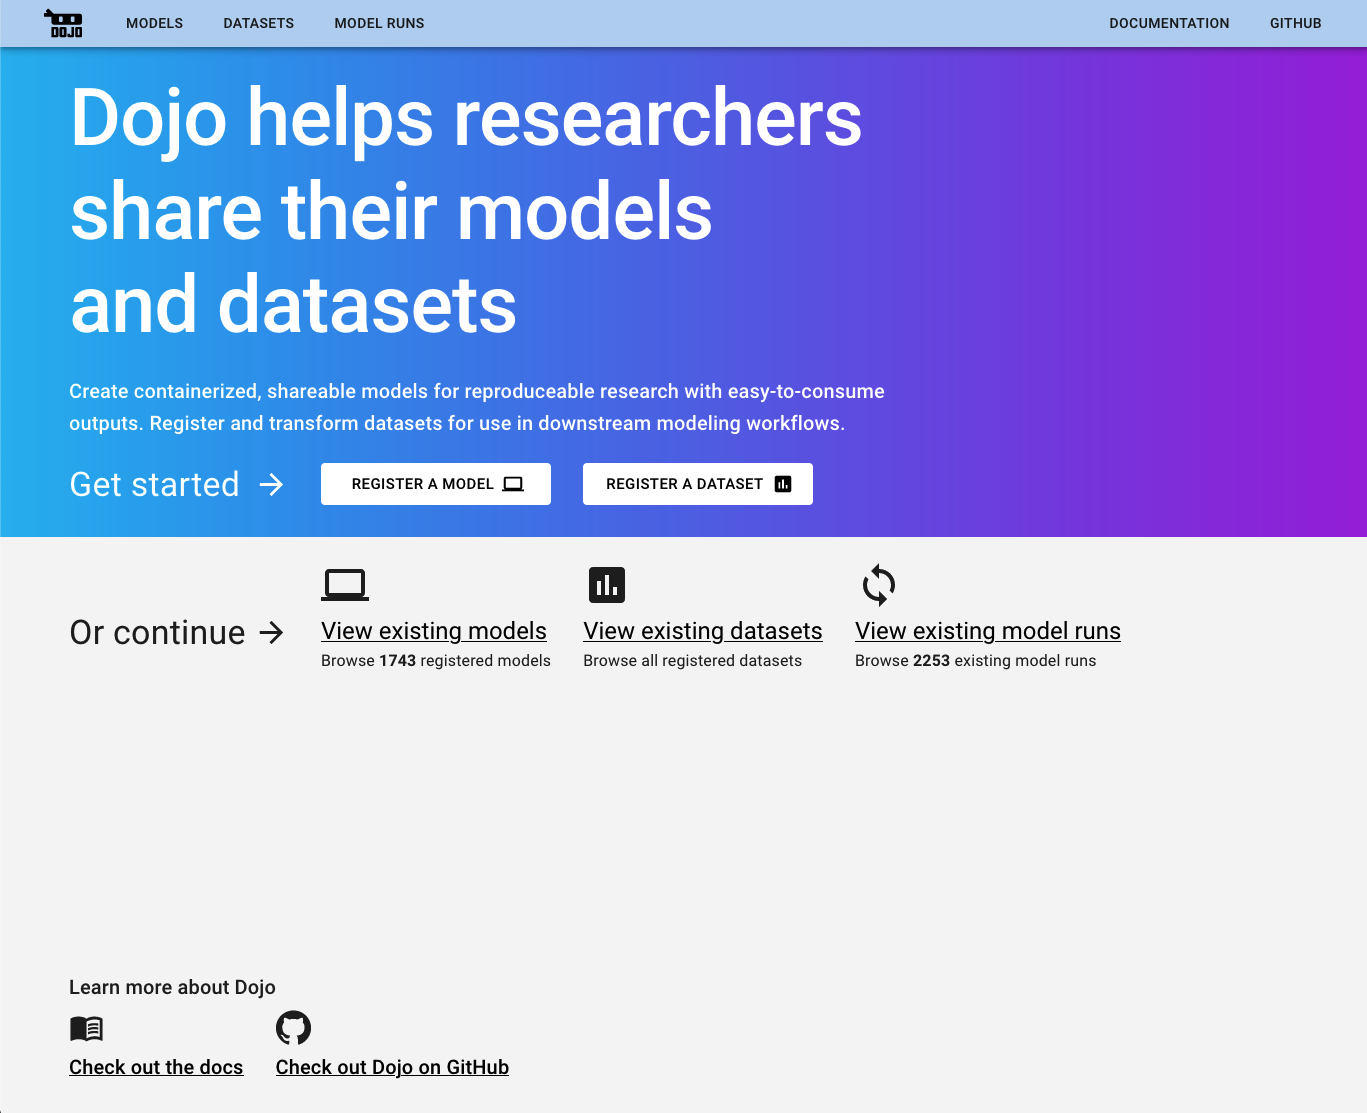 DOJO MODELS DATASETS MODEL RUNS DOCUMENTATION GITHUB
Dojo helps researchers
share their models
and datasets
Create containerized, shareable models for reproduceable research with easy-to-consume
outputs. Register and transform datasets for use in downstream modeling workflows.
Get started REGISTER A MODEL REGISTER A DATASET
Or continue
View existing models
Browse 1743 registered models
View existing datasets
Browse all registered datasets
View existing model runs
Browse 2253 existing model runs
Learn more about Dojo
Check out the docs
Check out Dojo on GitHub